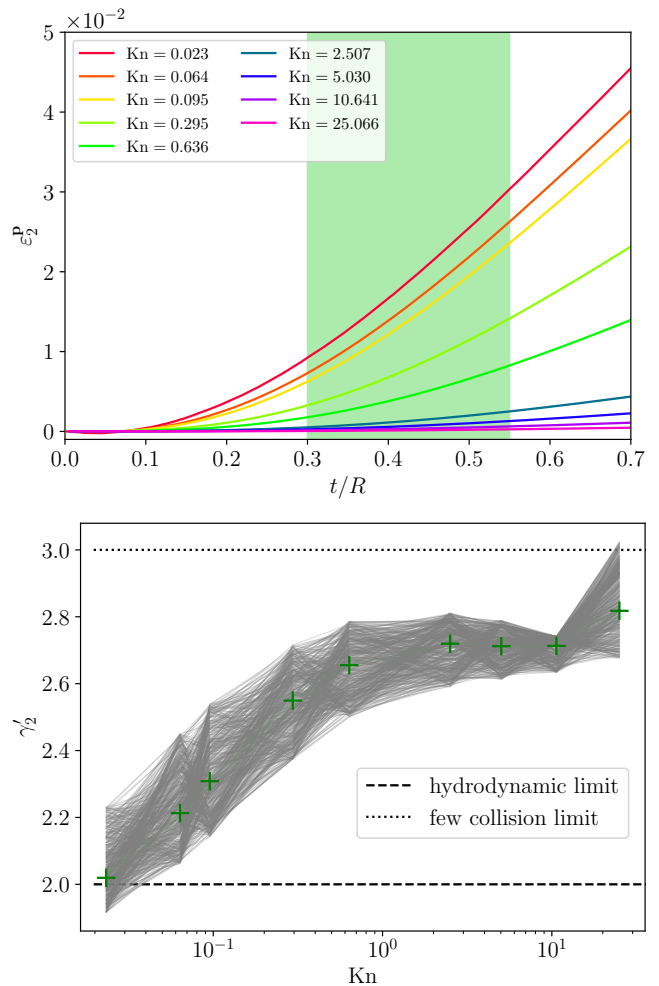 ×10⁻²
5
4
3
2
1
0
ε₂ᵖ
Kn = 0.023
Kn = 0.064
Kn = 0.095
Kn = 0.295
Kn = 0.636
Kn = 2.507
Kn = 5.030
Kn = 10.641
Kn = 25.066
0.0 0.1 0.2 0.3 0.4 0.5 0.6 0.7
t/R
3.0
2.8
2.6
2.4
2.2
2.0
γ₂′
hydrodynamic limit
few collision limit
10⁻¹ 10⁰ 10¹
Kn